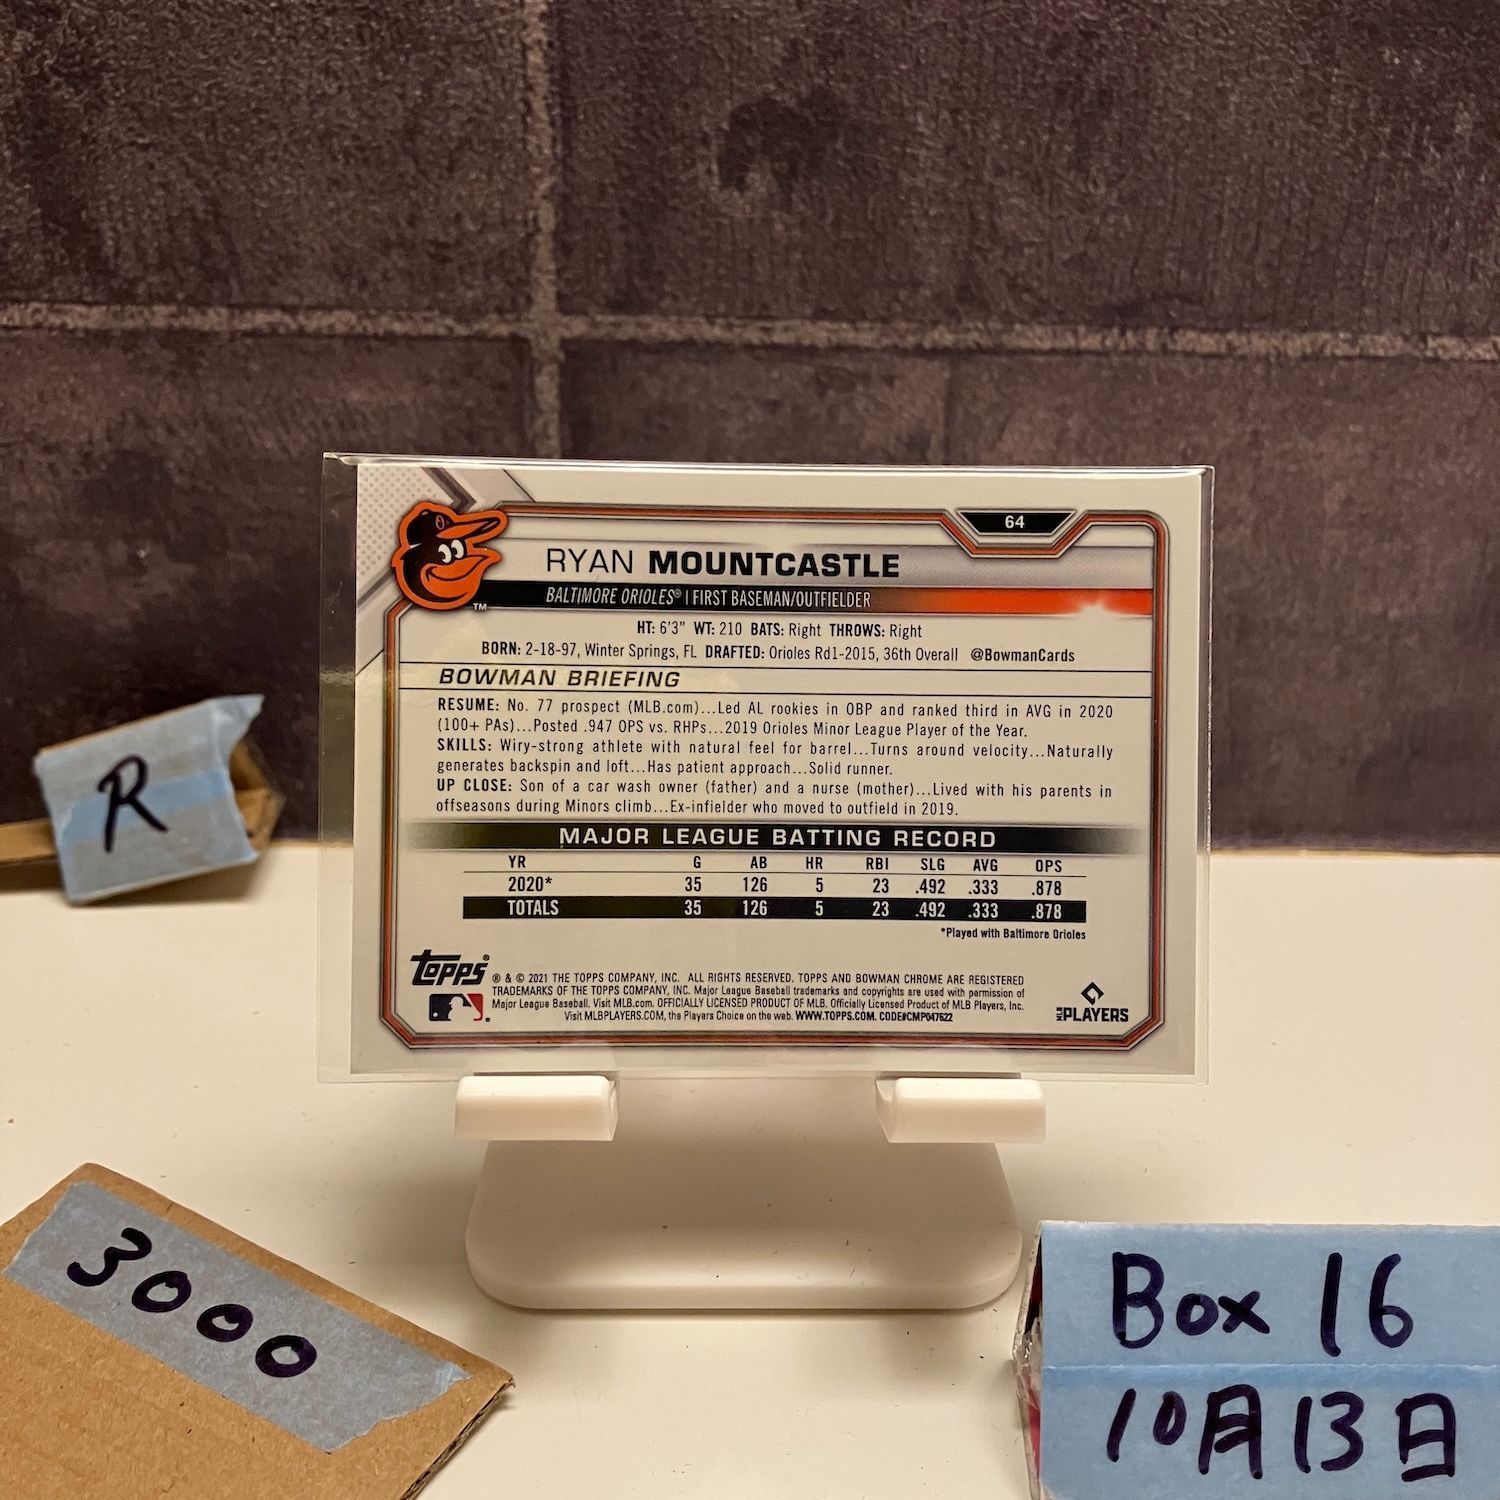 64
RYAN MOUNTCASTLE
BALTIMORE ORIOLES® | FIRST BASEMAN/OUTFIELDER
™
HT: 6'3" WT: 210 BATS: Right THROWS: Right
BORN: 2-18-97, Winter Springs, FL DRAFTED: Orioles Rd1-2015, 36th Overall @BowmanCards
BOWMAN BRIEFING
RESUME: No. 77 prospect (MLB.com)...Led AL rookies in OBP and ranked third in AVG in 2020
(100+ PAs)...Posted .947 OPS vs. RHPs...2019 Orioles Minor League Player of the Year.
SKILLS: Wiry-strong athlete with natural feel for barrel...Turns around velocity...Naturally
generates backspin and loft...Has patient approach...Solid runner.
UP CLOSE: Son of a car wash owner (father) and a nurse (mother)...Lived with his parents in
offseasons during Minors climb...Ex-infielder who moved to outfield in 2019.
MAJOR LEAGUE BATTING RECORD
YR G AB HR RBI SLG AVG OPS
2020* 35 126 5 23 .492 .333 .878
TOTALS 35 126 5 23 .492 .333 .878
*Played with Baltimore Orioles
Topps®
® & © 2021 THE TOPPS COMPANY, INC. ALL RIGHTS RESERVED. TOPPS AND BOWMAN CHROME ARE REGISTERED
TRADEMARKS OF THE TOPPS COMPANY, INC. Major League Baseball trademarks and copyrights are used with permission of
Major League Baseball. Visit MLB.com. OFFICIALLY LICENSED PRODUCT OF MLB. Officially Licensed Product of MLB Players, Inc.
Visit MLBPLAYERS.COM, the Players Choice on the web. WWW.TOPPS.COM. CODE#CMP047622
MLB PLAYERS
R
3000
Box 16
10月13日